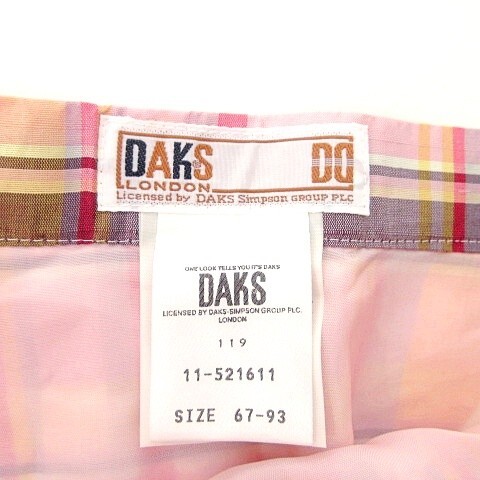 DAKS DD
LONDON
Licensed by DAKS Simpson GROUP PLC
ONE LOOK TELLS YOU IT'S DAKS
DAKS
LICENSED BY DAKS-SIMPSON GROUP PLC.
LONDON
119
11-521611
SIZE 67-93